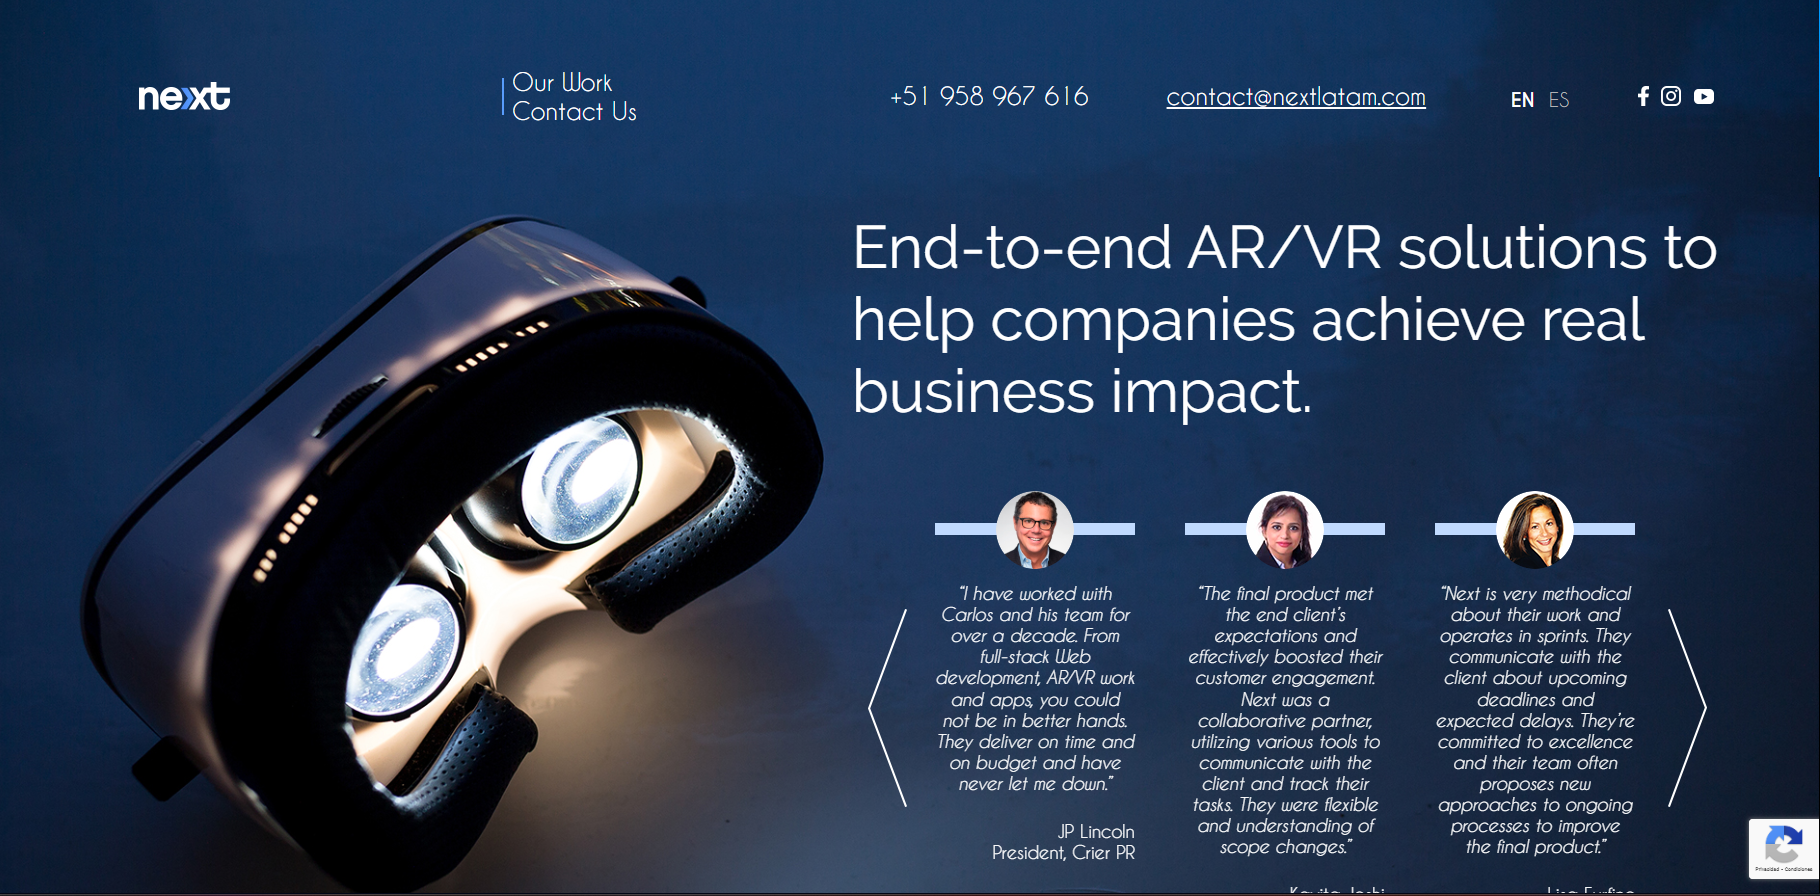 next
Our Work
Contact Us
+51 958 967 616
contact@nextlatam.com
EN ES
End-to-end AR/VR solutions to
help companies achieve real
business impact.
“I have worked with
Carlos and his team for
over a decade. From
full-stack Web
development, AR/VR work
and apps, you could
not be in better hands.
They deliver on time and
on budget and have
never let me down.”
JP Lincoln
President, Crier PR
“The final product met
the end client’s
expectations and
effectively boosted their
customer engagement.
Next was a
collaborative partner,
utilizing various tools to
communicate with the
client and track their
tasks. They were flexible
and understanding of
scope changes.”
“Next is very methodical
about their work and
operates in sprints. They
communicate with the
client about upcoming
deadlines and
expected delays. They’re
committed to excellence
and their team often
proposes new
approaches to ongoing
processes to improve
the final product.”
Privacidad - Condiciones